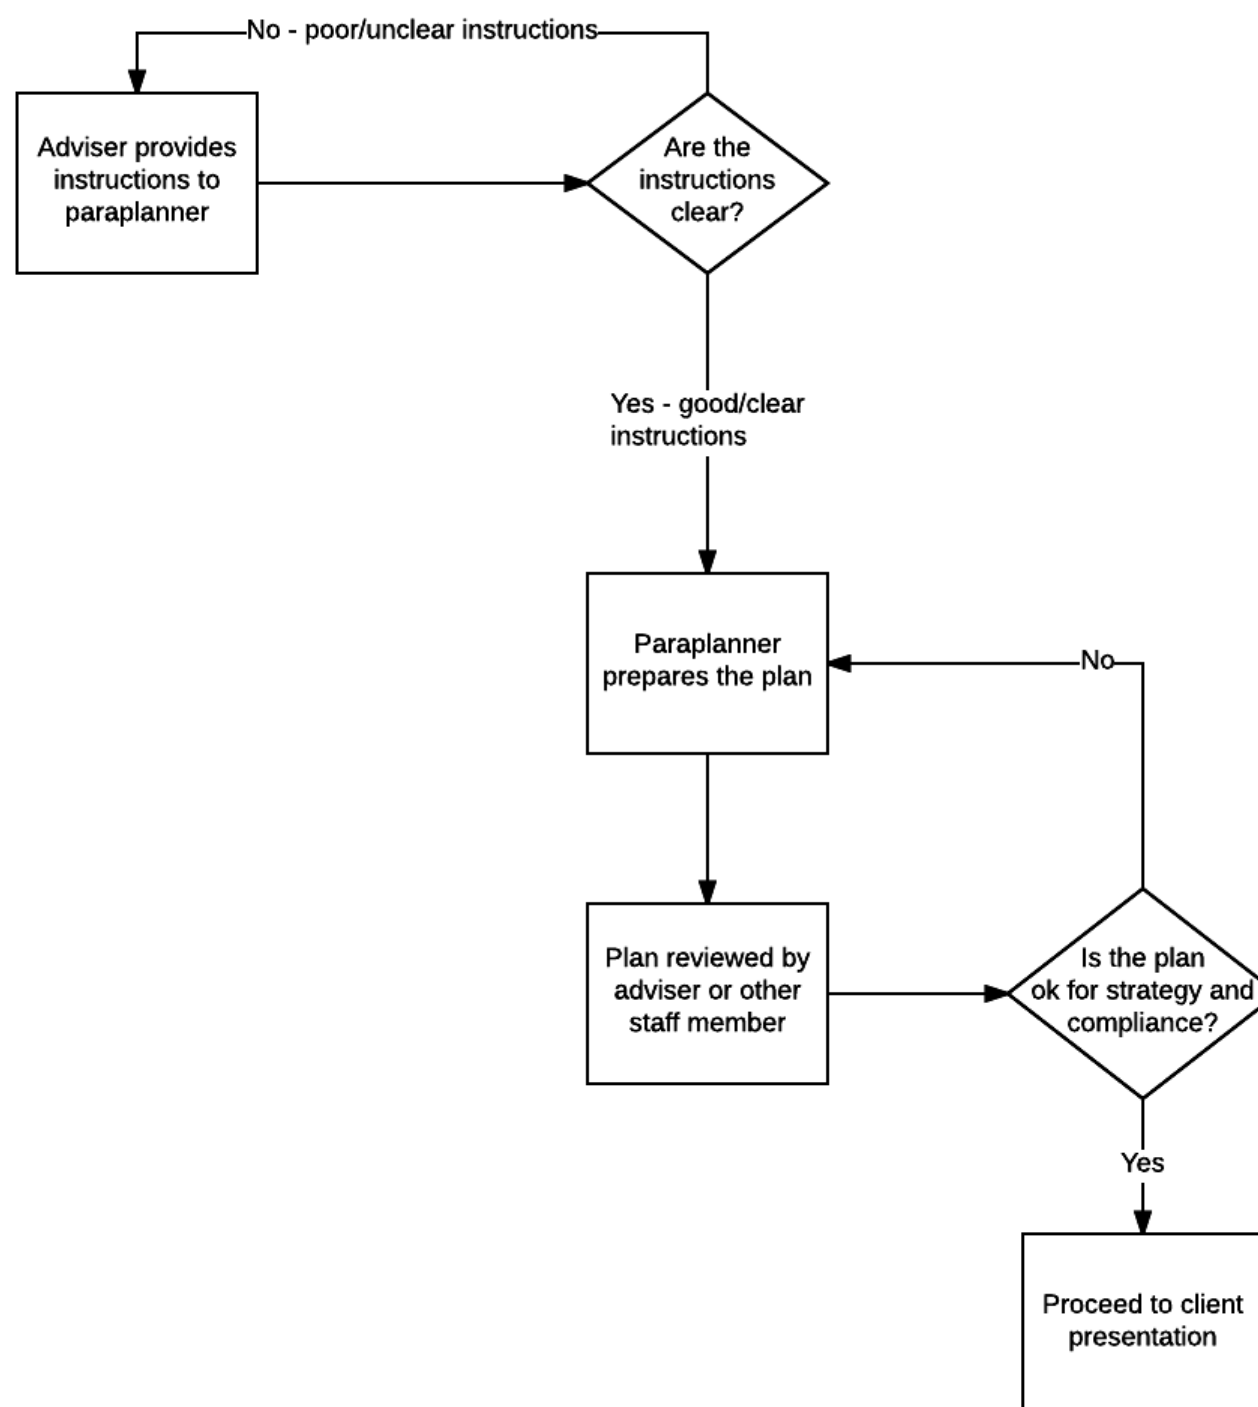 No - poor/unclear instructions
Adviser provides
instructions to
paraplanner
Are the
instructions
clear?
Yes - good/clear
instructions
Paraplanner
prepares the plan
No
Plan reviewed by
adviser or other
staff member
Is the plan
ok for strategy and
compliance?
Yes
Proceed to client
presentation